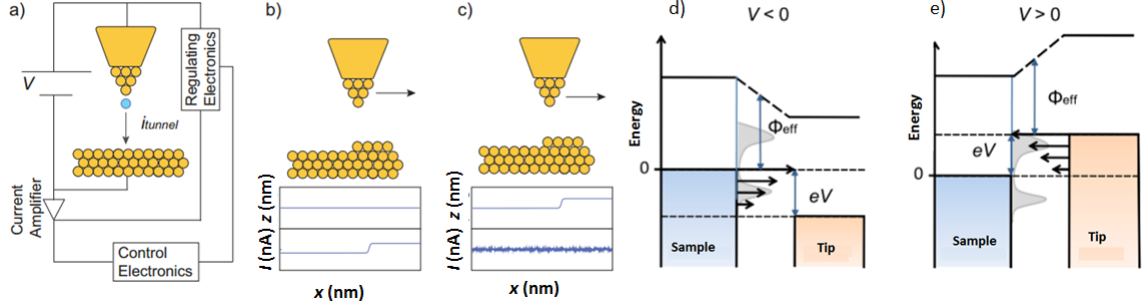 a)
V
i tunnel
Regulating
Electronics
Current
Amplifier
Control
Electronics
b)
z (nm)
I (nA)
x (nm)
c)
z (nm)
I (nA)
x (nm)
d)
V < 0
Energy
Φeff
0
eV
Sample
Tip
e)
V > 0
Energy
Φeff
eV
0
Sample
Tip